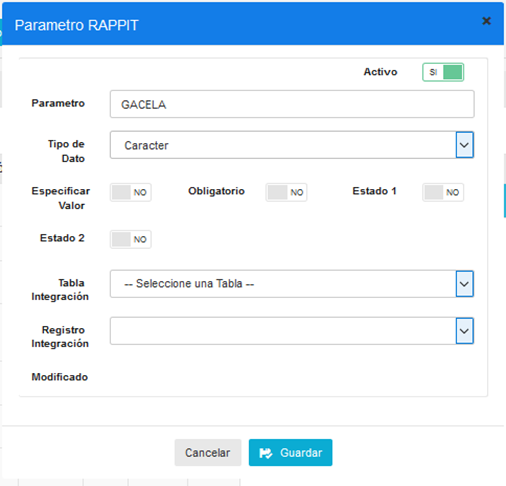 Parametro RAPPIT
×
Activo SI
Parametro GACELA
Tipo de
Dato
Caracter
Especificar
Valor
NO
Obligatorio NO
Estado 1 NO
Estado 2 NO
Tabla
Integración
-- Seleccione una Tabla --
Registro
Integración
Modificado
Cancelar Guardar